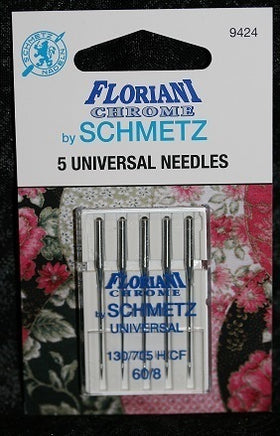 9424
SCHMETZ
NADELN
FLORIANI
CHROME
by SCHMETZ
5 UNIVERSAL NEEDLES
FLORIANI
CHROME
by SCHMETZ
UNIVERSAL
130/705 H CF
60/8